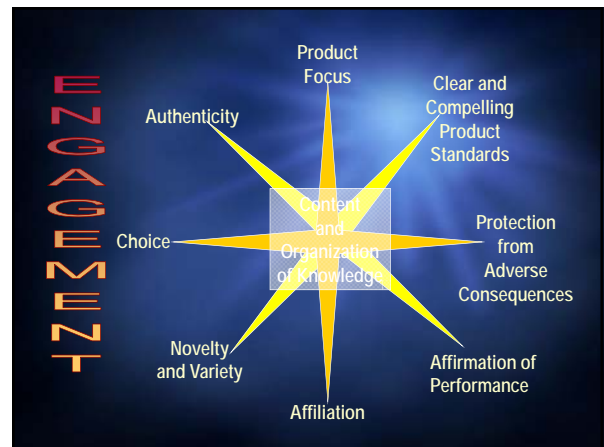 ENGAGEMENT
Product
Focus
Clear and
Compelling
Product
Standards
Authenticity
Content
and
Organization
of Knowledge
Choice
Protection
from
Adverse
Consequences
Novelty
and Variety
Affirmation of
Performance
Affiliation